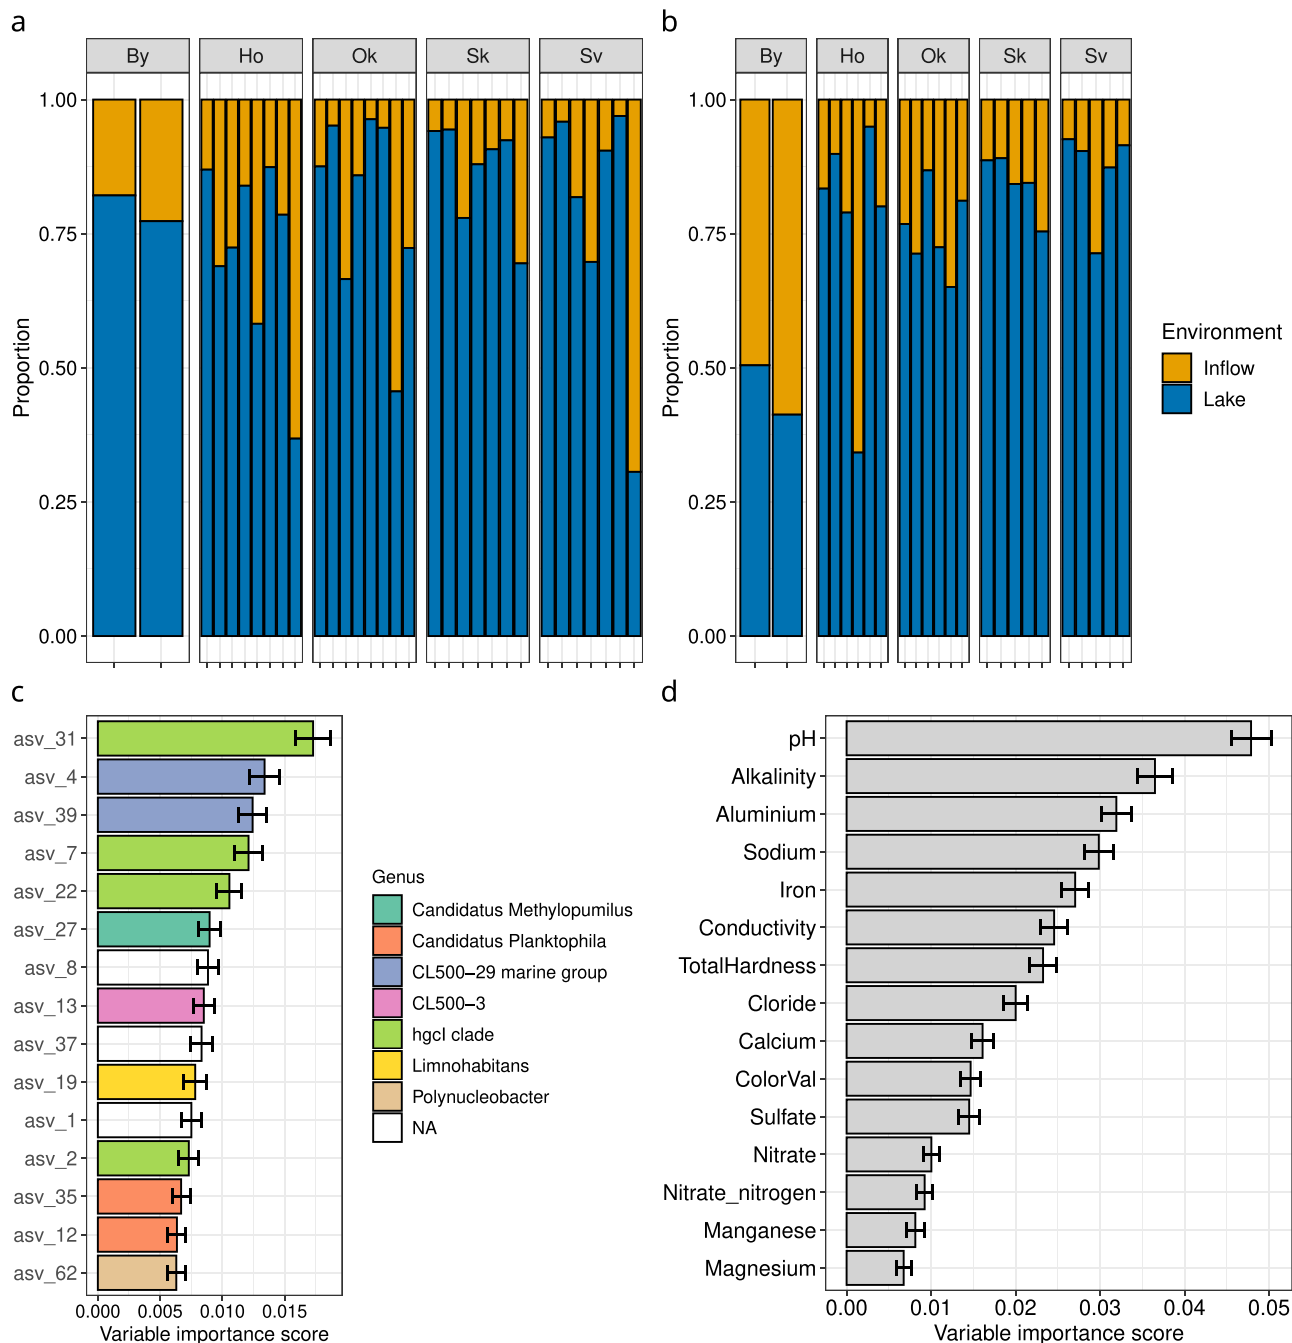 a
By Ho Ok Sk Sv
1.00
0.75
0.50
0.25
0.00
Proportion
b
By Ho Ok Sk Sv
1.00
0.75
0.50
0.25
0.00
Proportion
Environment
Inflow
Lake
c
asv_31
asv_4
asv_39
asv_7
asv_22
asv_27
asv_8
asv_13
asv_37
asv_19
asv_1
asv_2
asv_35
asv_12
asv_62
0.000 0.005 0.010 0.015
Variable importance score
Genus
Candidatus Methylopumilus
Candidatus Planktophila
CL500−29 marine group
CL500−3
hgcI clade
Limnohabitans
Polynucleobacter
NA
d
pH
Alkalinity
Aluminium
Sodium
Iron
Conductivity
TotalHardness
Cloride
Calcium
ColorVal
Sulfate
Nitrate
Nitrate_nitrogen
Manganese
Magnesium
0.00 0.01 0.02 0.03 0.04 0.05
Variable importance score